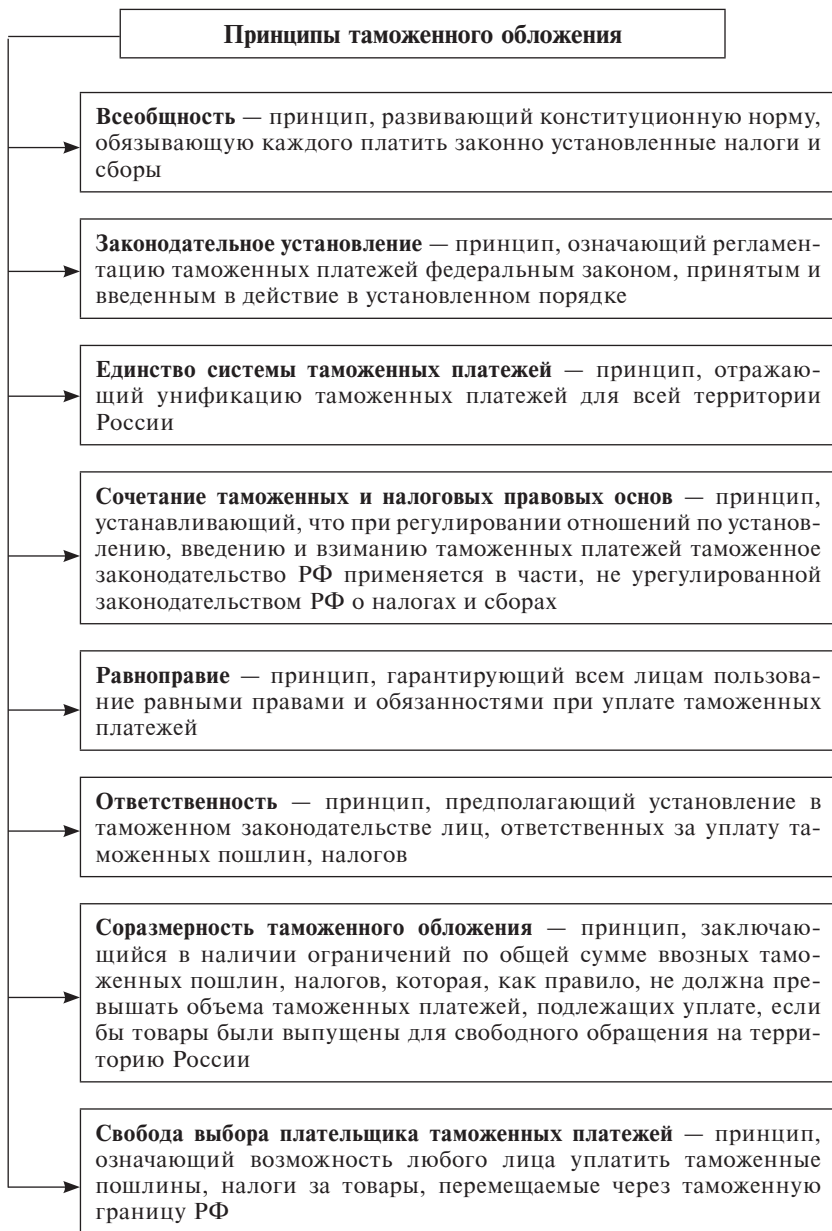 Принципы таможенного обложения
Всеобщность — принцип, развивающий конституционную норму,
обязывающую каждого платить законно установленные налоги и
сборы
Законодательное установление — принцип, означающий регламен-
тацию таможенных платежей федеральным законом, принятым и
введенным в действие в установленном порядке
Единство системы таможенных платежей — принцип, отражаю-
щий унификацию таможенных платежей для всей территории
России
Сочетание таможенных и налоговых правовых основ — принцип,
устанавливающий, что при регулировании отношений по установ-
лению, введению и взиманию таможенных платежей таможенное
законодательство РФ применяется в части, не урегулированной
законодательством РФ о налогах и сборах
Равноправие — принцип, гарантирующий всем лицам пользова-
ние равными правами и обязанностями при уплате таможенных
платежей
Ответственность — принцип, предполагающий установление в
таможенном законодательстве лиц, ответственных за уплату та-
моженных пошлин, налогов
Соразмерность таможенного обложения — принцип, заключаю-
щийся в наличии ограничений по общей сумме ввозных тамо-
женных пошлин, налогов, которая, как правило, не должна пре-
вышать объема таможенных платежей, подлежащих уплате, если
бы товары были выпущены для свободного обращения на терри-
торию России
Свобода выбора плательщика таможенных платежей — принцип,
означающий возможность любого лица уплатить таможенные
пошлины, налоги за товары, перемещаемые через таможенную
границу РФ